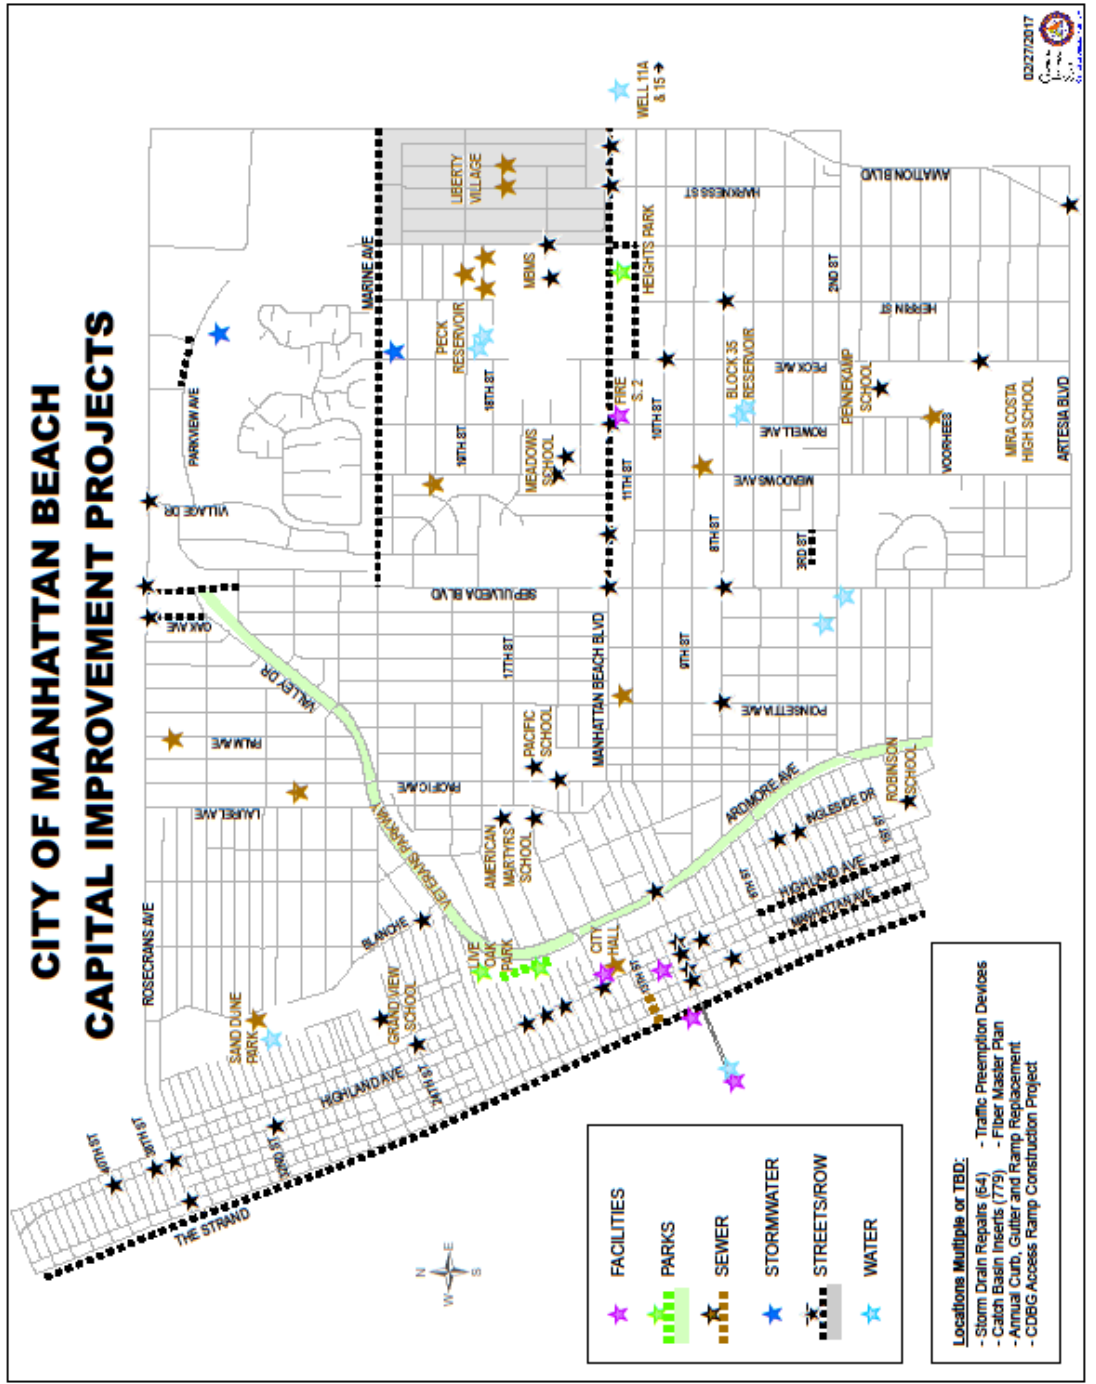 CITY OF MANHATTAN BEACH
CAPITAL IMPROVEMENT PROJECTS
02/27/2017
WELL 11A
& 15 →
LIBERTY
VILLAGE
MARINE AVE
MBMS
HEIGHTS PARK
HARKNESS ST
AVIATION BLVD
2ND ST
HERRIN ST
PECK
RESERVOIR
18TH ST
19TH ST
PARKVIEW AVE
VILLAGE DR
MEADOWS
SCHOOL
FIRE
S. 2
10TH ST
11TH ST
BLOCK 35
RESERVOIR
PECK AVE
ROWELL AVE
MEADOWS AVE
PENNEKAMP
SCHOOL
VOORHEES
MIRA COSTA
HIGH SCHOOL
ARTESIA BLVD
8TH ST
3RD ST
SEPULVEDA BLVD
OAK AVE
VALLEY DR
17TH ST
MANHATTAN BEACH BLVD
9TH ST
POINSETTIA AVE
PALM AVE
LAUREL AVE
PACIFIC AVE
PACIFIC
SCHOOL
VETERANS PARKWAY
AMERICAN
MARTYRS
SCHOOL
ARDMORE AVE
INGLESIDE DR
ROBINSON
SCHOOL
1ST ST
6TH ST
HIGHLAND AVE
MANHATTAN AVE
ROSECRANS AVE
BLANCHE
LIVE
OAK
PARK
CITY
HALL
13TH ST
SAND DUNE
PARK
GRAND VIEW
SCHOOL
24TH ST
HIGHLAND AVE
40TH ST
36TH ST
32ND ST
THE STRAND
N
E
S
W
FACILITIES
PARKS
SEWER
STORMWATER
STREETS/ROW
WATER
Locations Multiple or TBD:
- Storm Drain Repairs (64) - Traffic Preemption Devices
- Catch Basin Inserts (779) - Fiber Master Plan
- Annual Curb, Gutter and Ramp Replacement
- CDBG Access Ramp Construction Project